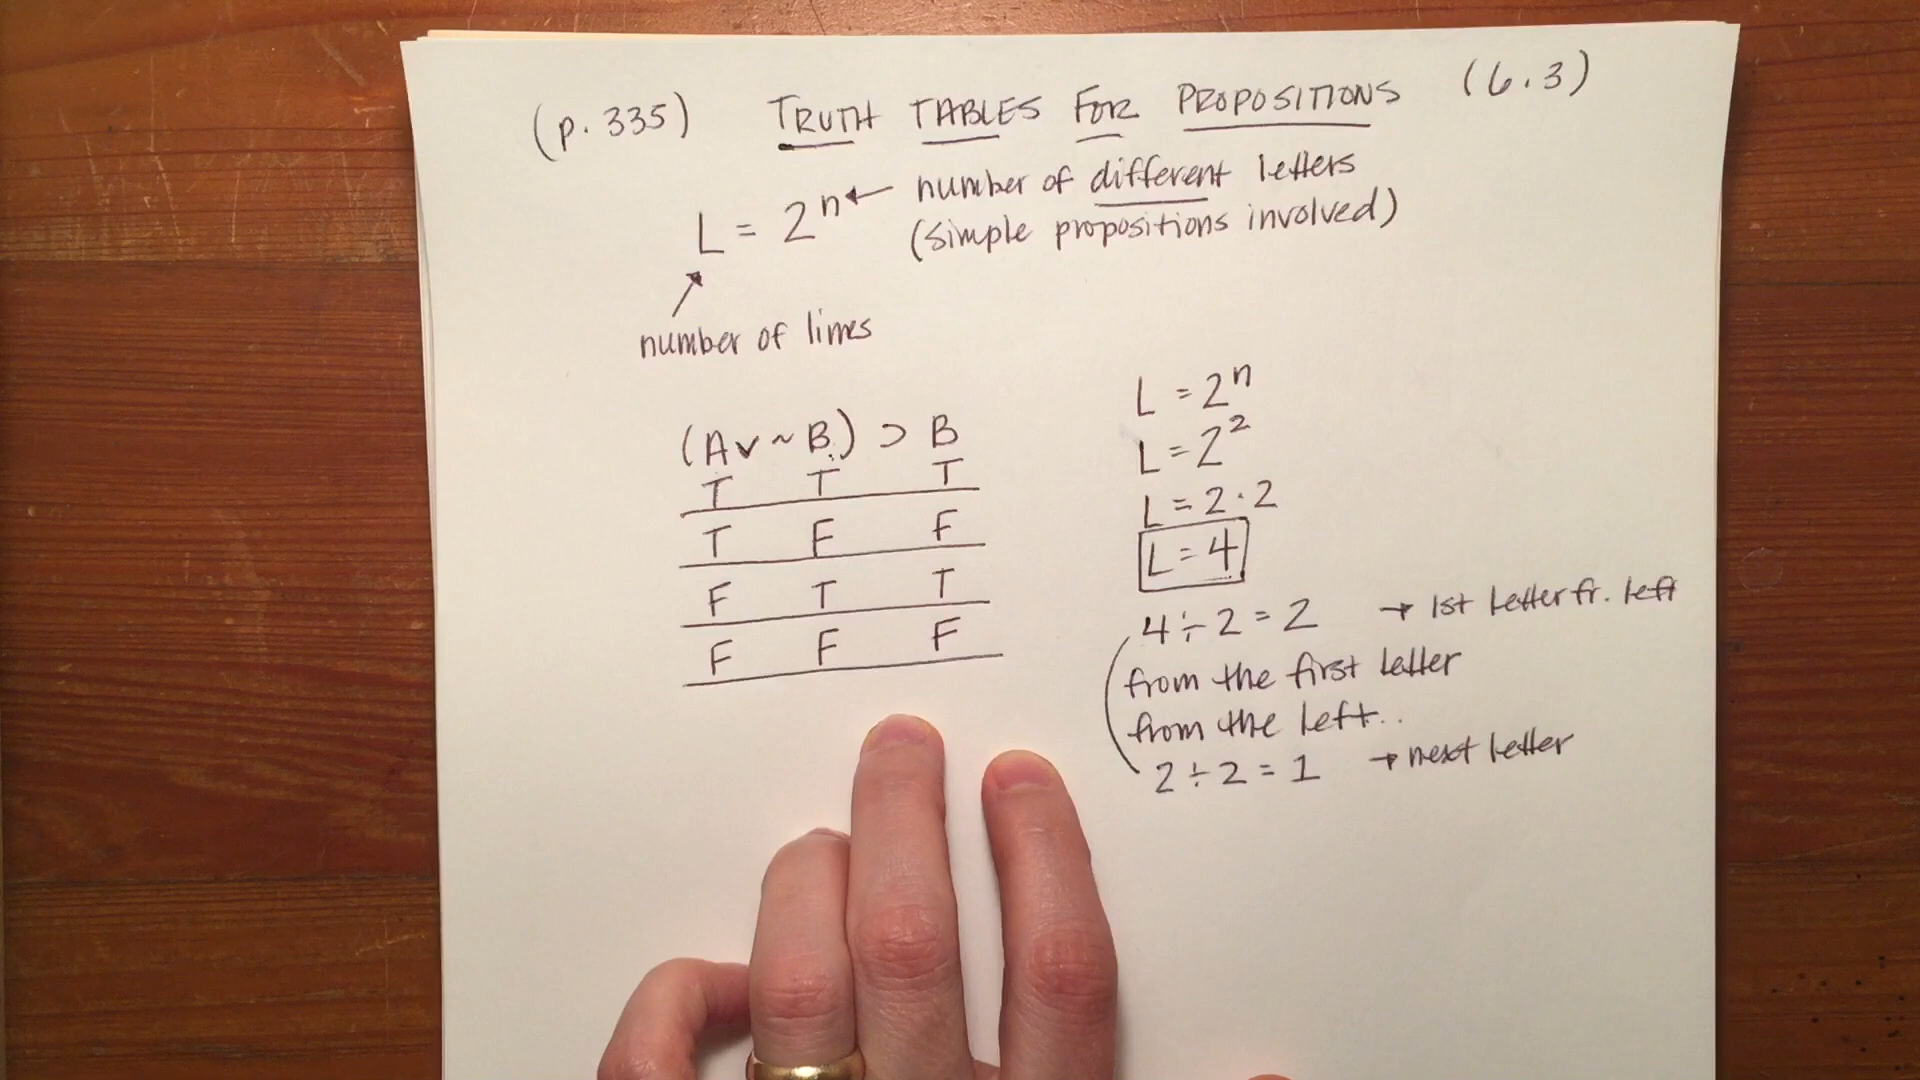 (p. 335) TRUTH TABLES FOR PROPOSITIONS (6.3)
L = 2ⁿ ← number of different letters
(simple propositions involved)
number of lines
(A v ~ B) ⊃ B
T T T
T F F
F T T
F F F
L = 2ⁿ
L = 2²
L = 2 · 2
L = 4
4 ÷ 2 = 2 → 1st letter fr. left
from the first letter
from the left..
2 ÷ 2 = 1 → next letter